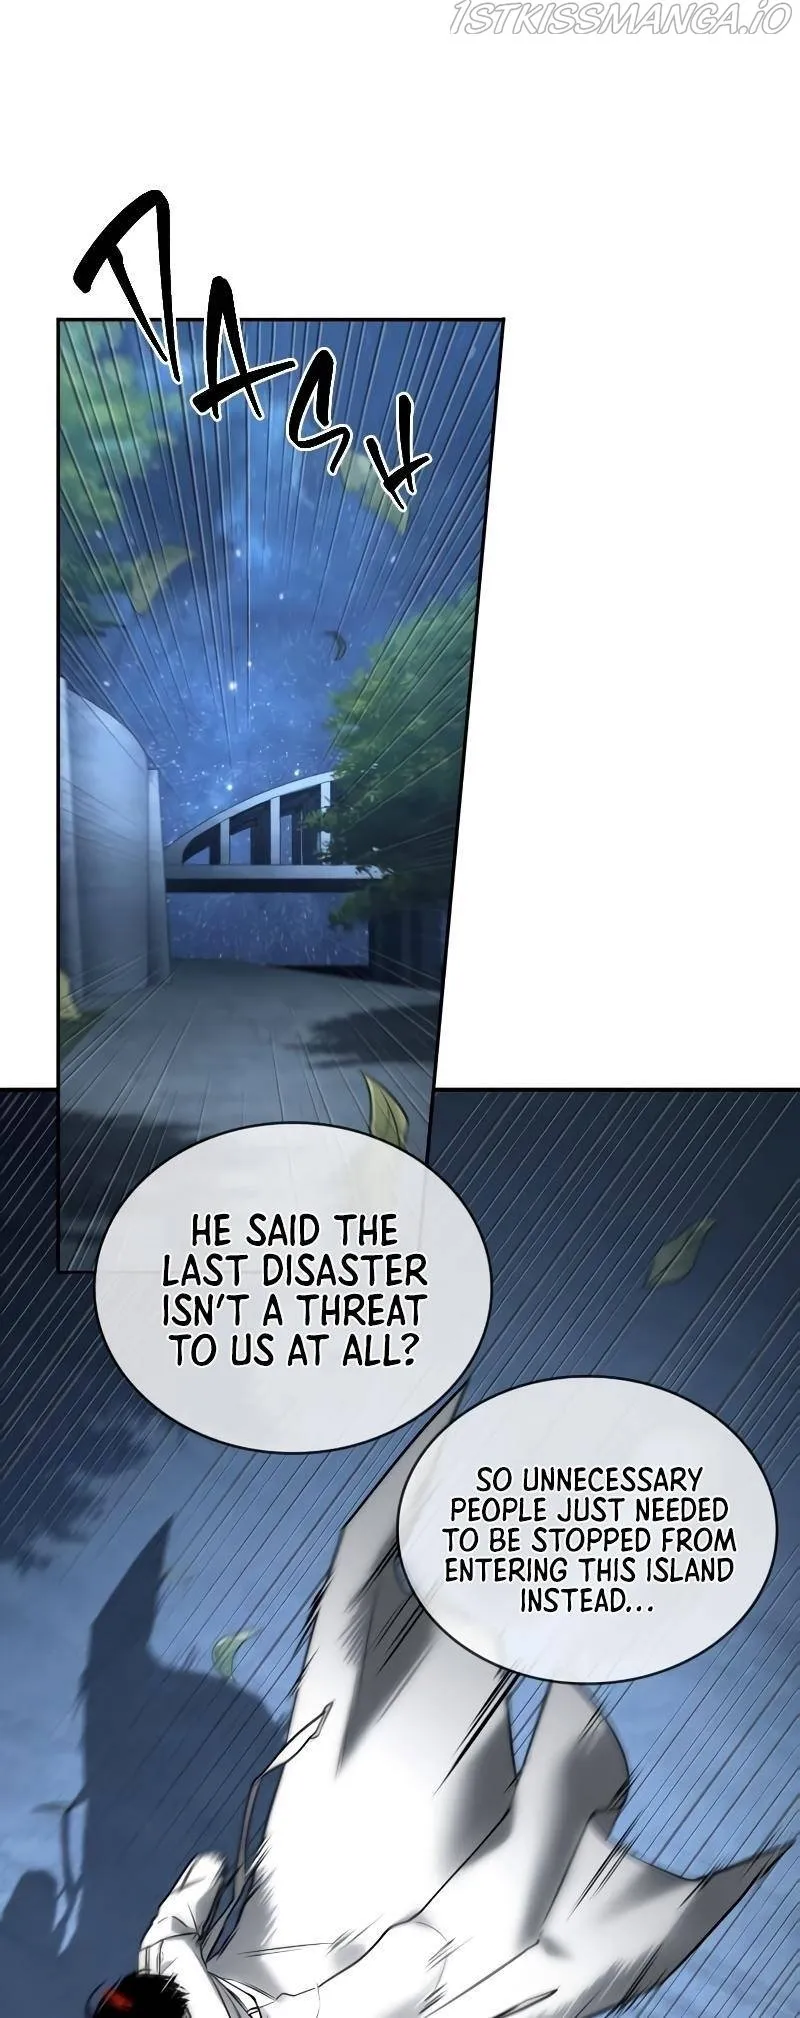 1STKISSMANGA.IO
DASH
HE SAID THE
LAST DISASTER
ISN'T A THREAT
TO US AT ALL?
SO UNNECESSARY
PEOPLE JUST NEEDED
TO BE STOPPED FROM
ENTERING THIS ISLAND
INSTEAD...